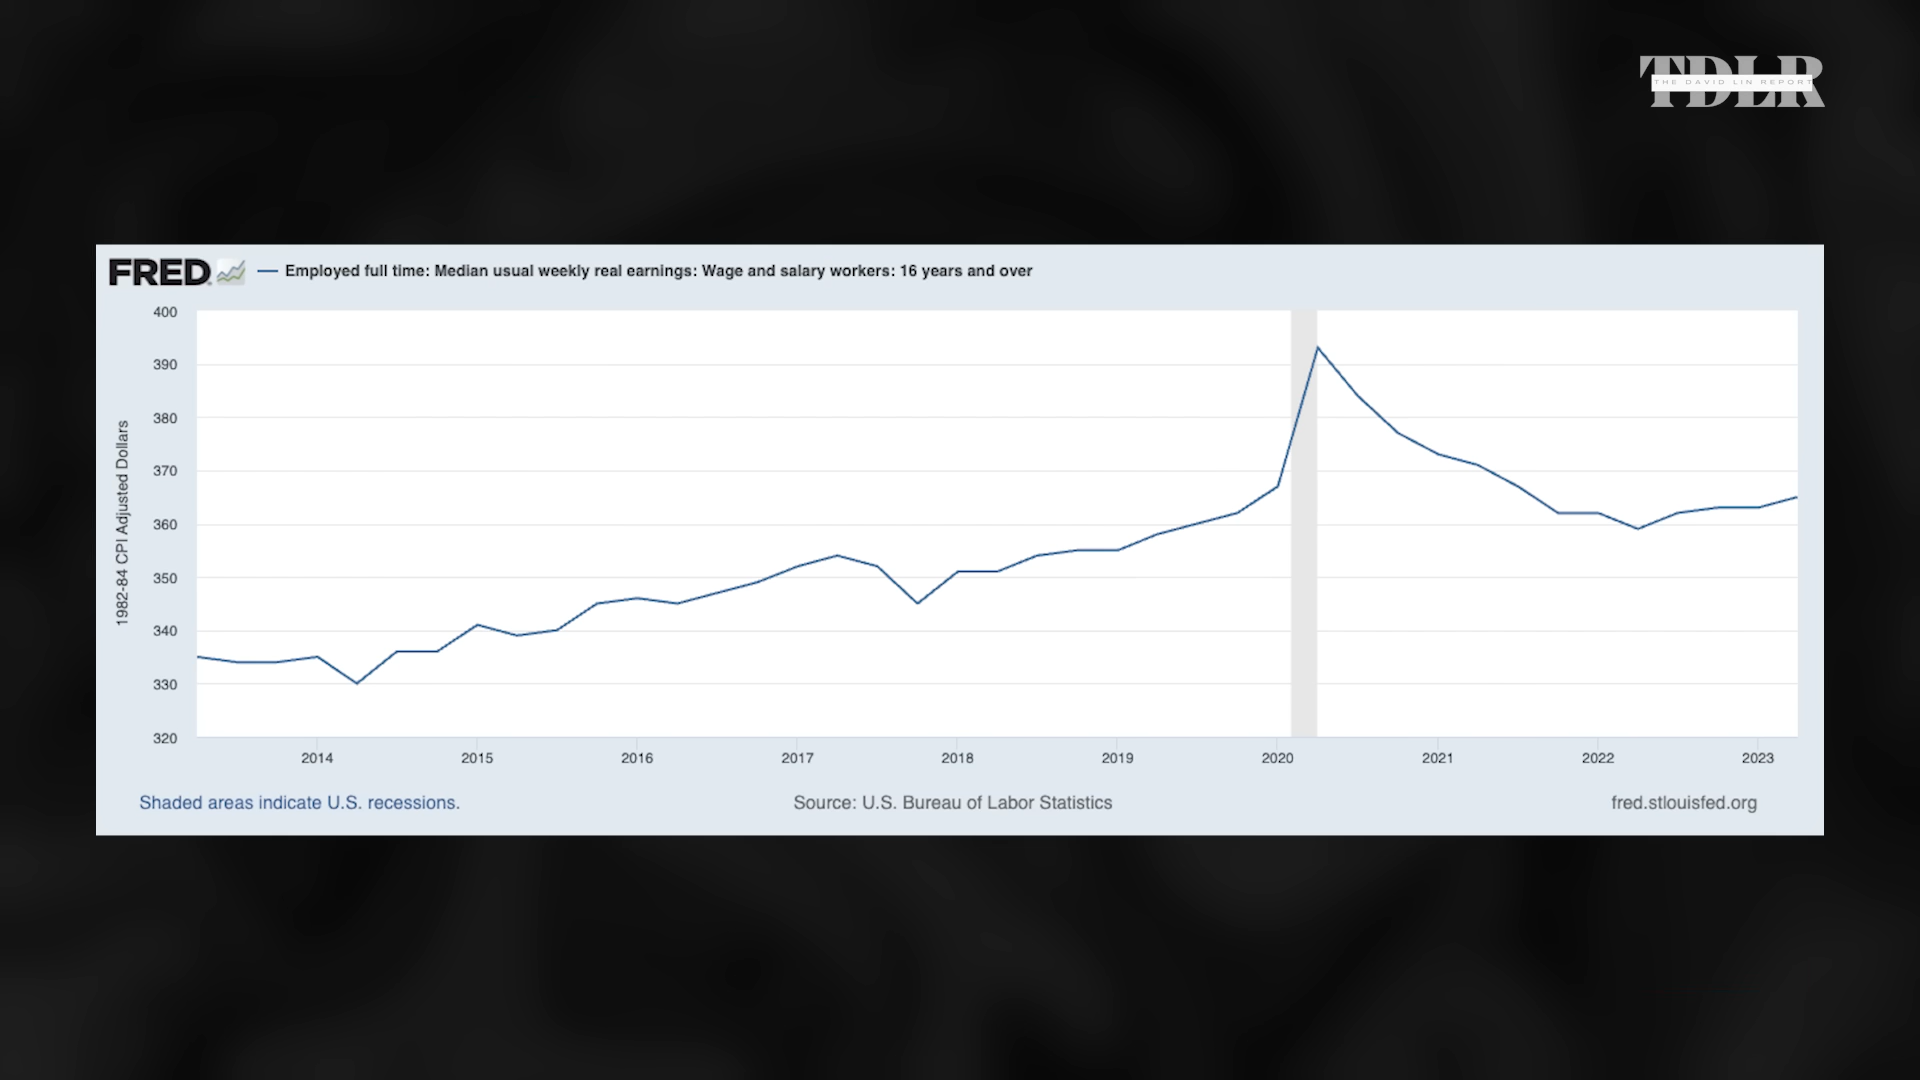 TDLR
THE DAVID LIN REPORT
FRED
Employed full time: Median usual weekly real earnings: Wage and salary workers: 16 years and over
1982-84 CPI Adjusted Dollars
400
390
380
370
360
350
340
330
320
2014 2015 2016 2017 2018 2019 2020 2021 2022 2023
Shaded areas indicate U.S. recessions. Source: U.S. Bureau of Labor Statistics fred.stlouisfed.org